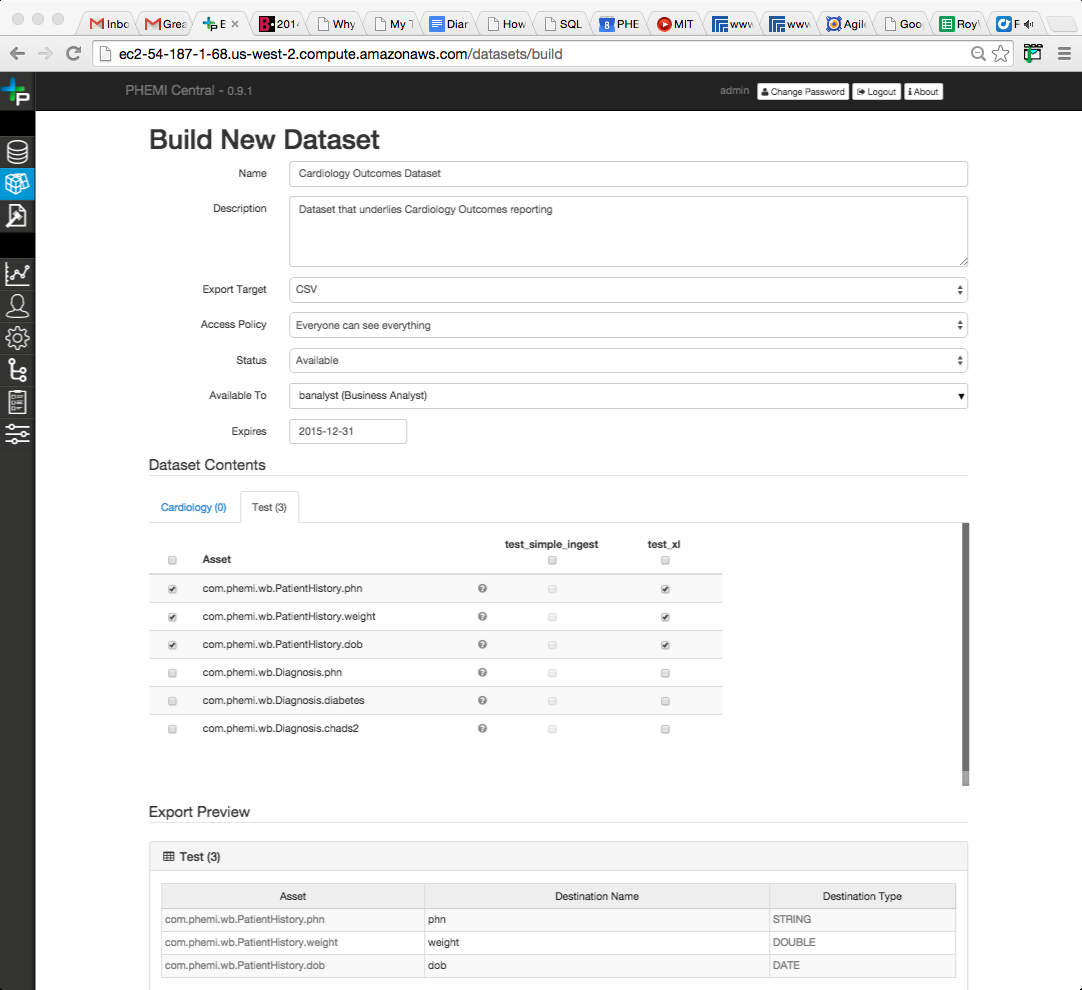 Inbo
Grea
E
2014
Why
My T
Diar
How
SQL
8 PHE
MIT
www
www
Agil
Goo
Roy
F
ec2-54-187-1-68.us-west-2.compute.amazonaws.com/datasets/build
PHEMI Central - 0.9.1
admin
Change Password
Logout
About
Build New Dataset
Name
Cardiology Outcomes Dataset
Description
Dataset that underlies Cardiology Outcomes reporting
Export Target
CSV
Access Policy
Everyone can see everything
Status
Available
Available To
banalyst (Business Analyst)
Expires
2015-12-31
Dataset Contents
Cardiology (0) Test (3)
Asset test_simple_ingest test_xl
com.phemi.wb.PatientHistory.phn
com.phemi.wb.PatientHistory.weight
com.phemi.wb.PatientHistory.dob
com.phemi.wb.Diagnosis.phn
com.phemi.wb.Diagnosis.diabetes
com.phemi.wb.Diagnosis.chads2
Export Preview
Test (3)
Asset Destination Name Destination Type
com.phemi.wb.PatientHistory.phn phn STRING
com.phemi.wb.PatientHistory.weight weight DOUBLE
com.phemi.wb.PatientHistory.dob dob DATE